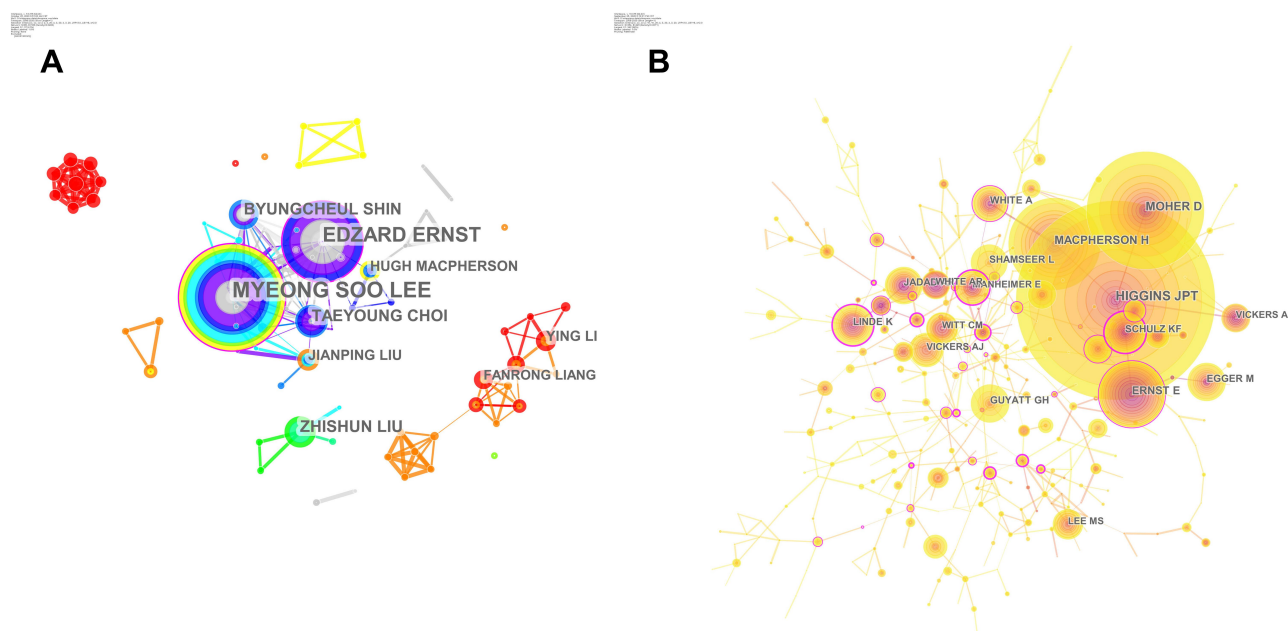 A
B
BYUNGCHEUL SHIN
EDZARD ERNST
HUGH MACPHERSON
MYEONG SOO LEE
TAEYOUNG CHOI
JIANPING LIU
YING LI
FANRONG LIANG
ZHISHUN LIU
WHITE A
MOHER D
MACPHERSON H
SHAMSEER L
WHITE AR
MANHEIMER E
HIGGINS JPT
LINDE K
WITT CM
SCHULZ KF
VICKERS A
VICKERS AJ
EGGER M
ERNST E
GUYATT GH
LEE MS